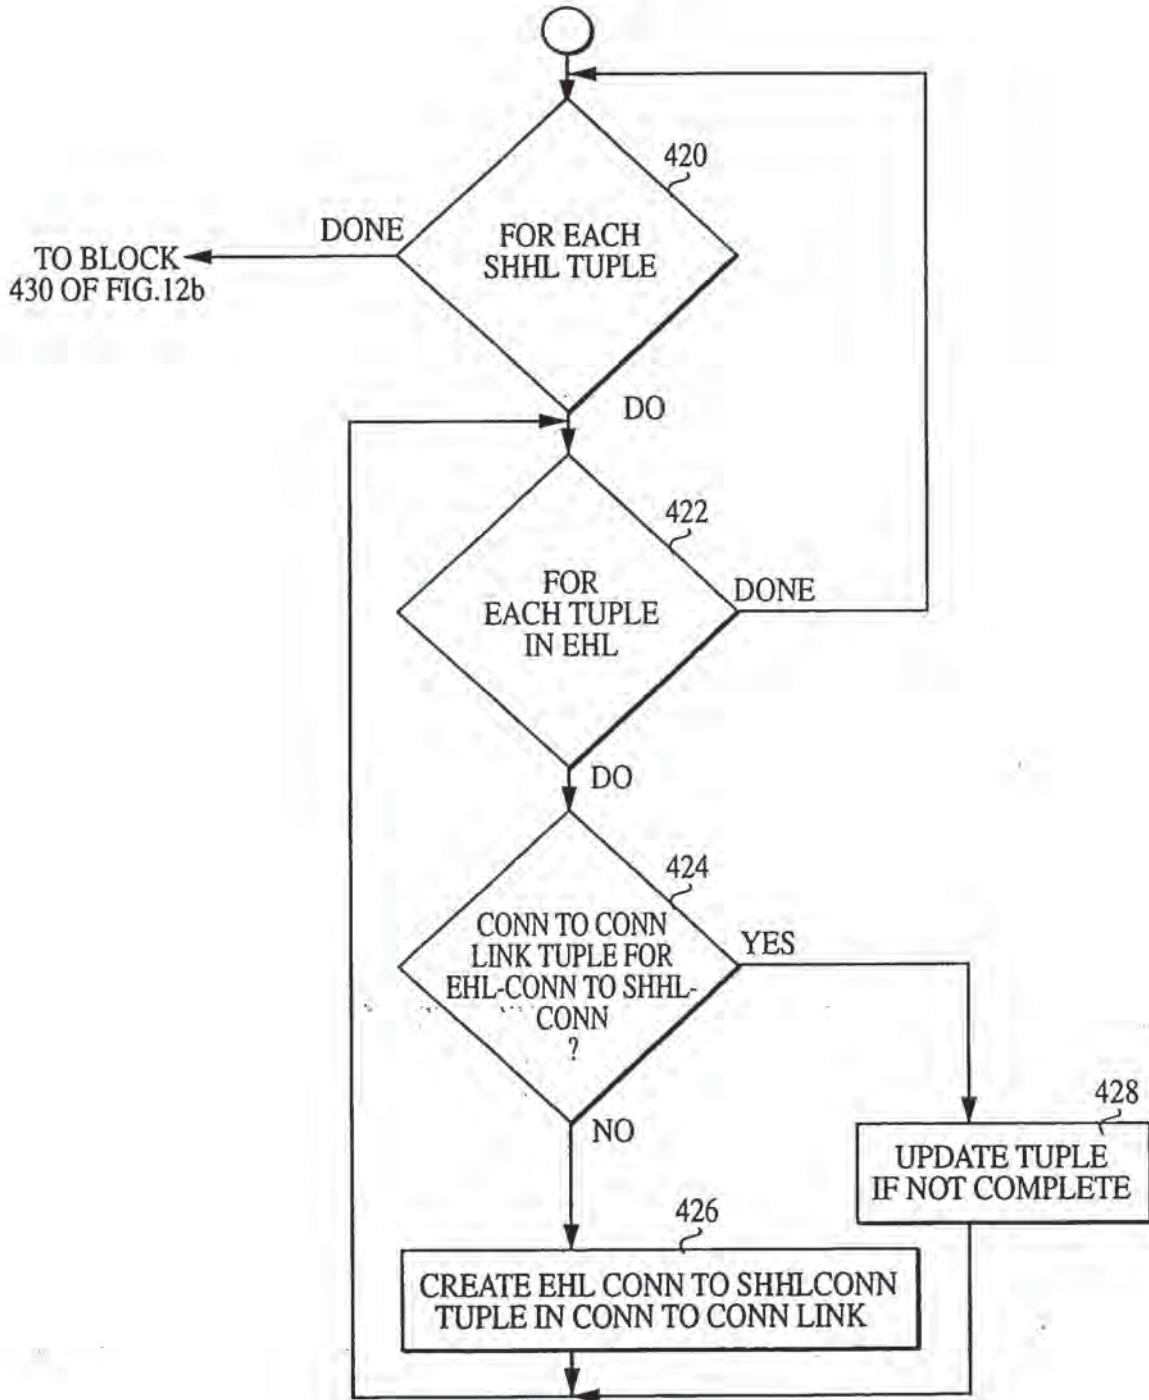 420
FOR EACH
SHHL TUPLE
DONE
TO BLOCK
430 OF FIG.12b
DO
422
FOR
EACH TUPLE
IN EHL
DONE
DO
424
CONN TO CONN
LINK TUPLE FOR
EHL-CONN TO SHHL-
CONN
?
YES
NO
428
UPDATE TUPLE
IF NOT COMPLETE
426
CREATE EHL CONN TO SHHLCONN
TUPLE IN CONN TO CONN LINK